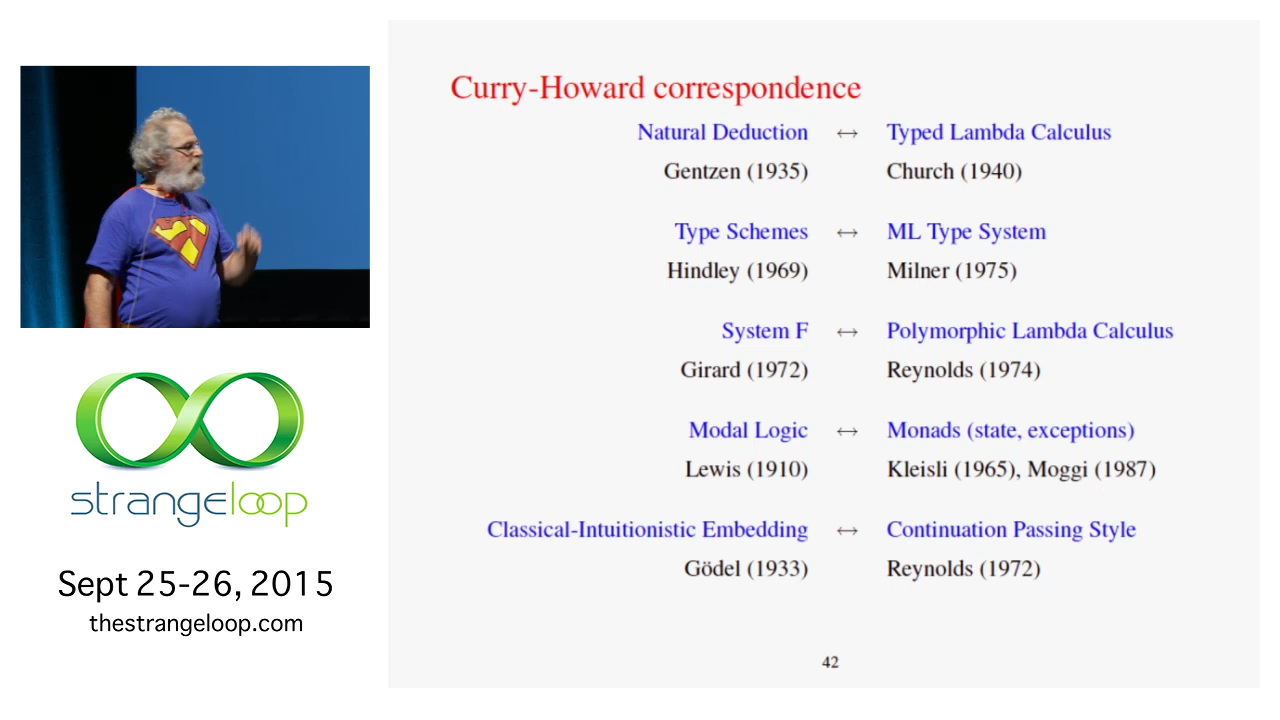 Curry-Howard correspondence
Natural Deduction ↔ Typed Lambda Calculus
Gentzen (1935) Church (1940)
Type Schemes ↔ ML Type System
Hindley (1969) Milner (1975)
System F ↔ Polymorphic Lambda Calculus
Girard (1972) Reynolds (1974)
Modal Logic ↔ Monads (state, exceptions)
Lewis (1910) Kleisli (1965), Moggi (1987)
Classical-Intuitionistic Embedding ↔ Continuation Passing Style
Gödel (1933) Reynolds (1972)
42
strangeloop
Sept 25-26, 2015
thestrangeloop.com